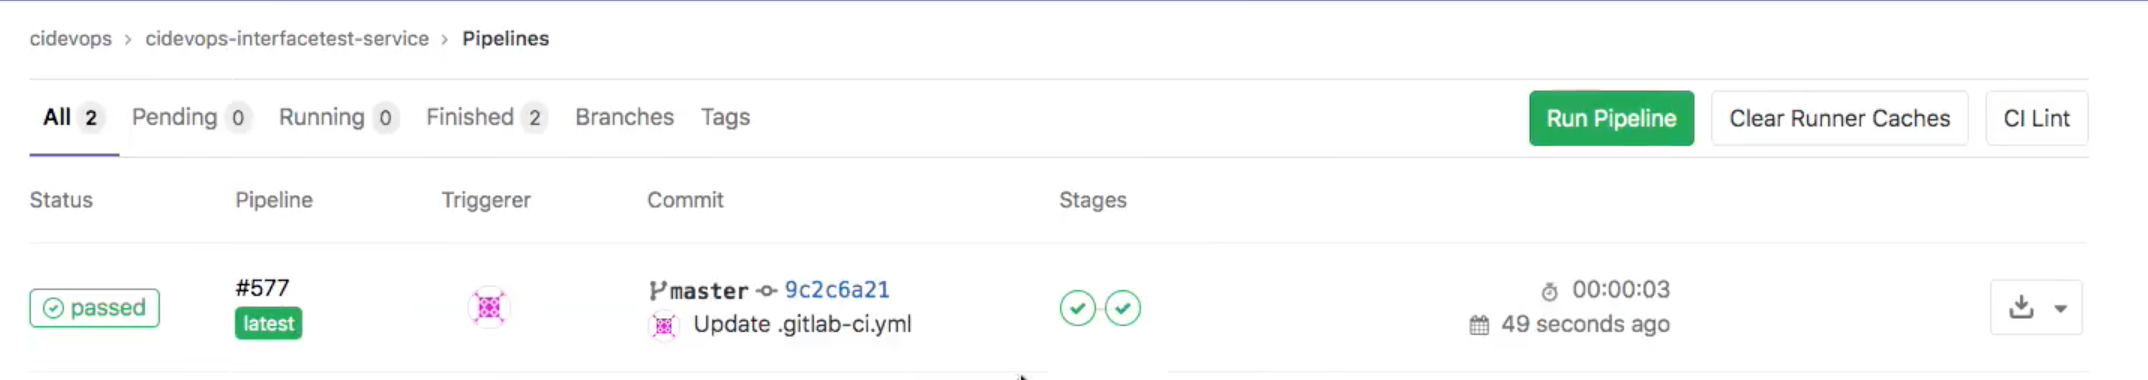 cidevops > cidevops-interfacetest-service > Pipelines
All 2 Pending 0 Running 0 Finished 2 Branches Tags Run Pipeline Clear Runner Caches CI Lint
Status Pipeline Triggerer Commit Stages
passed #577 master 9c2c6a21 00:00:03
latest Update .gitlab-ci.yml 49 seconds ago